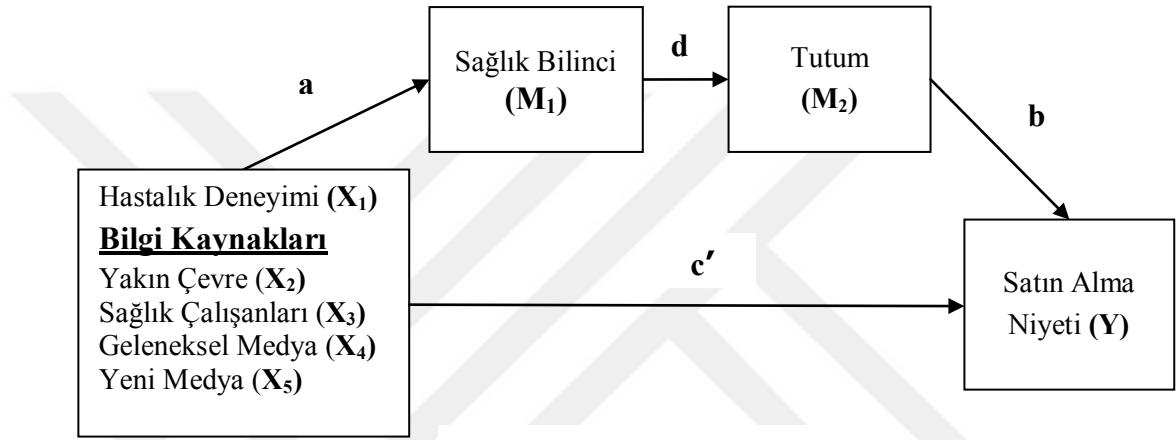 Sağlık Bilinci
(M₁)
d
Tutum
(M₂)
a
b
Hastalık Deneyimi (X₁)
Bilgi Kaynakları
Yakın Çevre (X₂)
Sağlık Çalışanları (X₃)
Geleneksel Medya (X₄)
Yeni Medya (X₅)
c′
Satın Alma
Niyeti (Y)